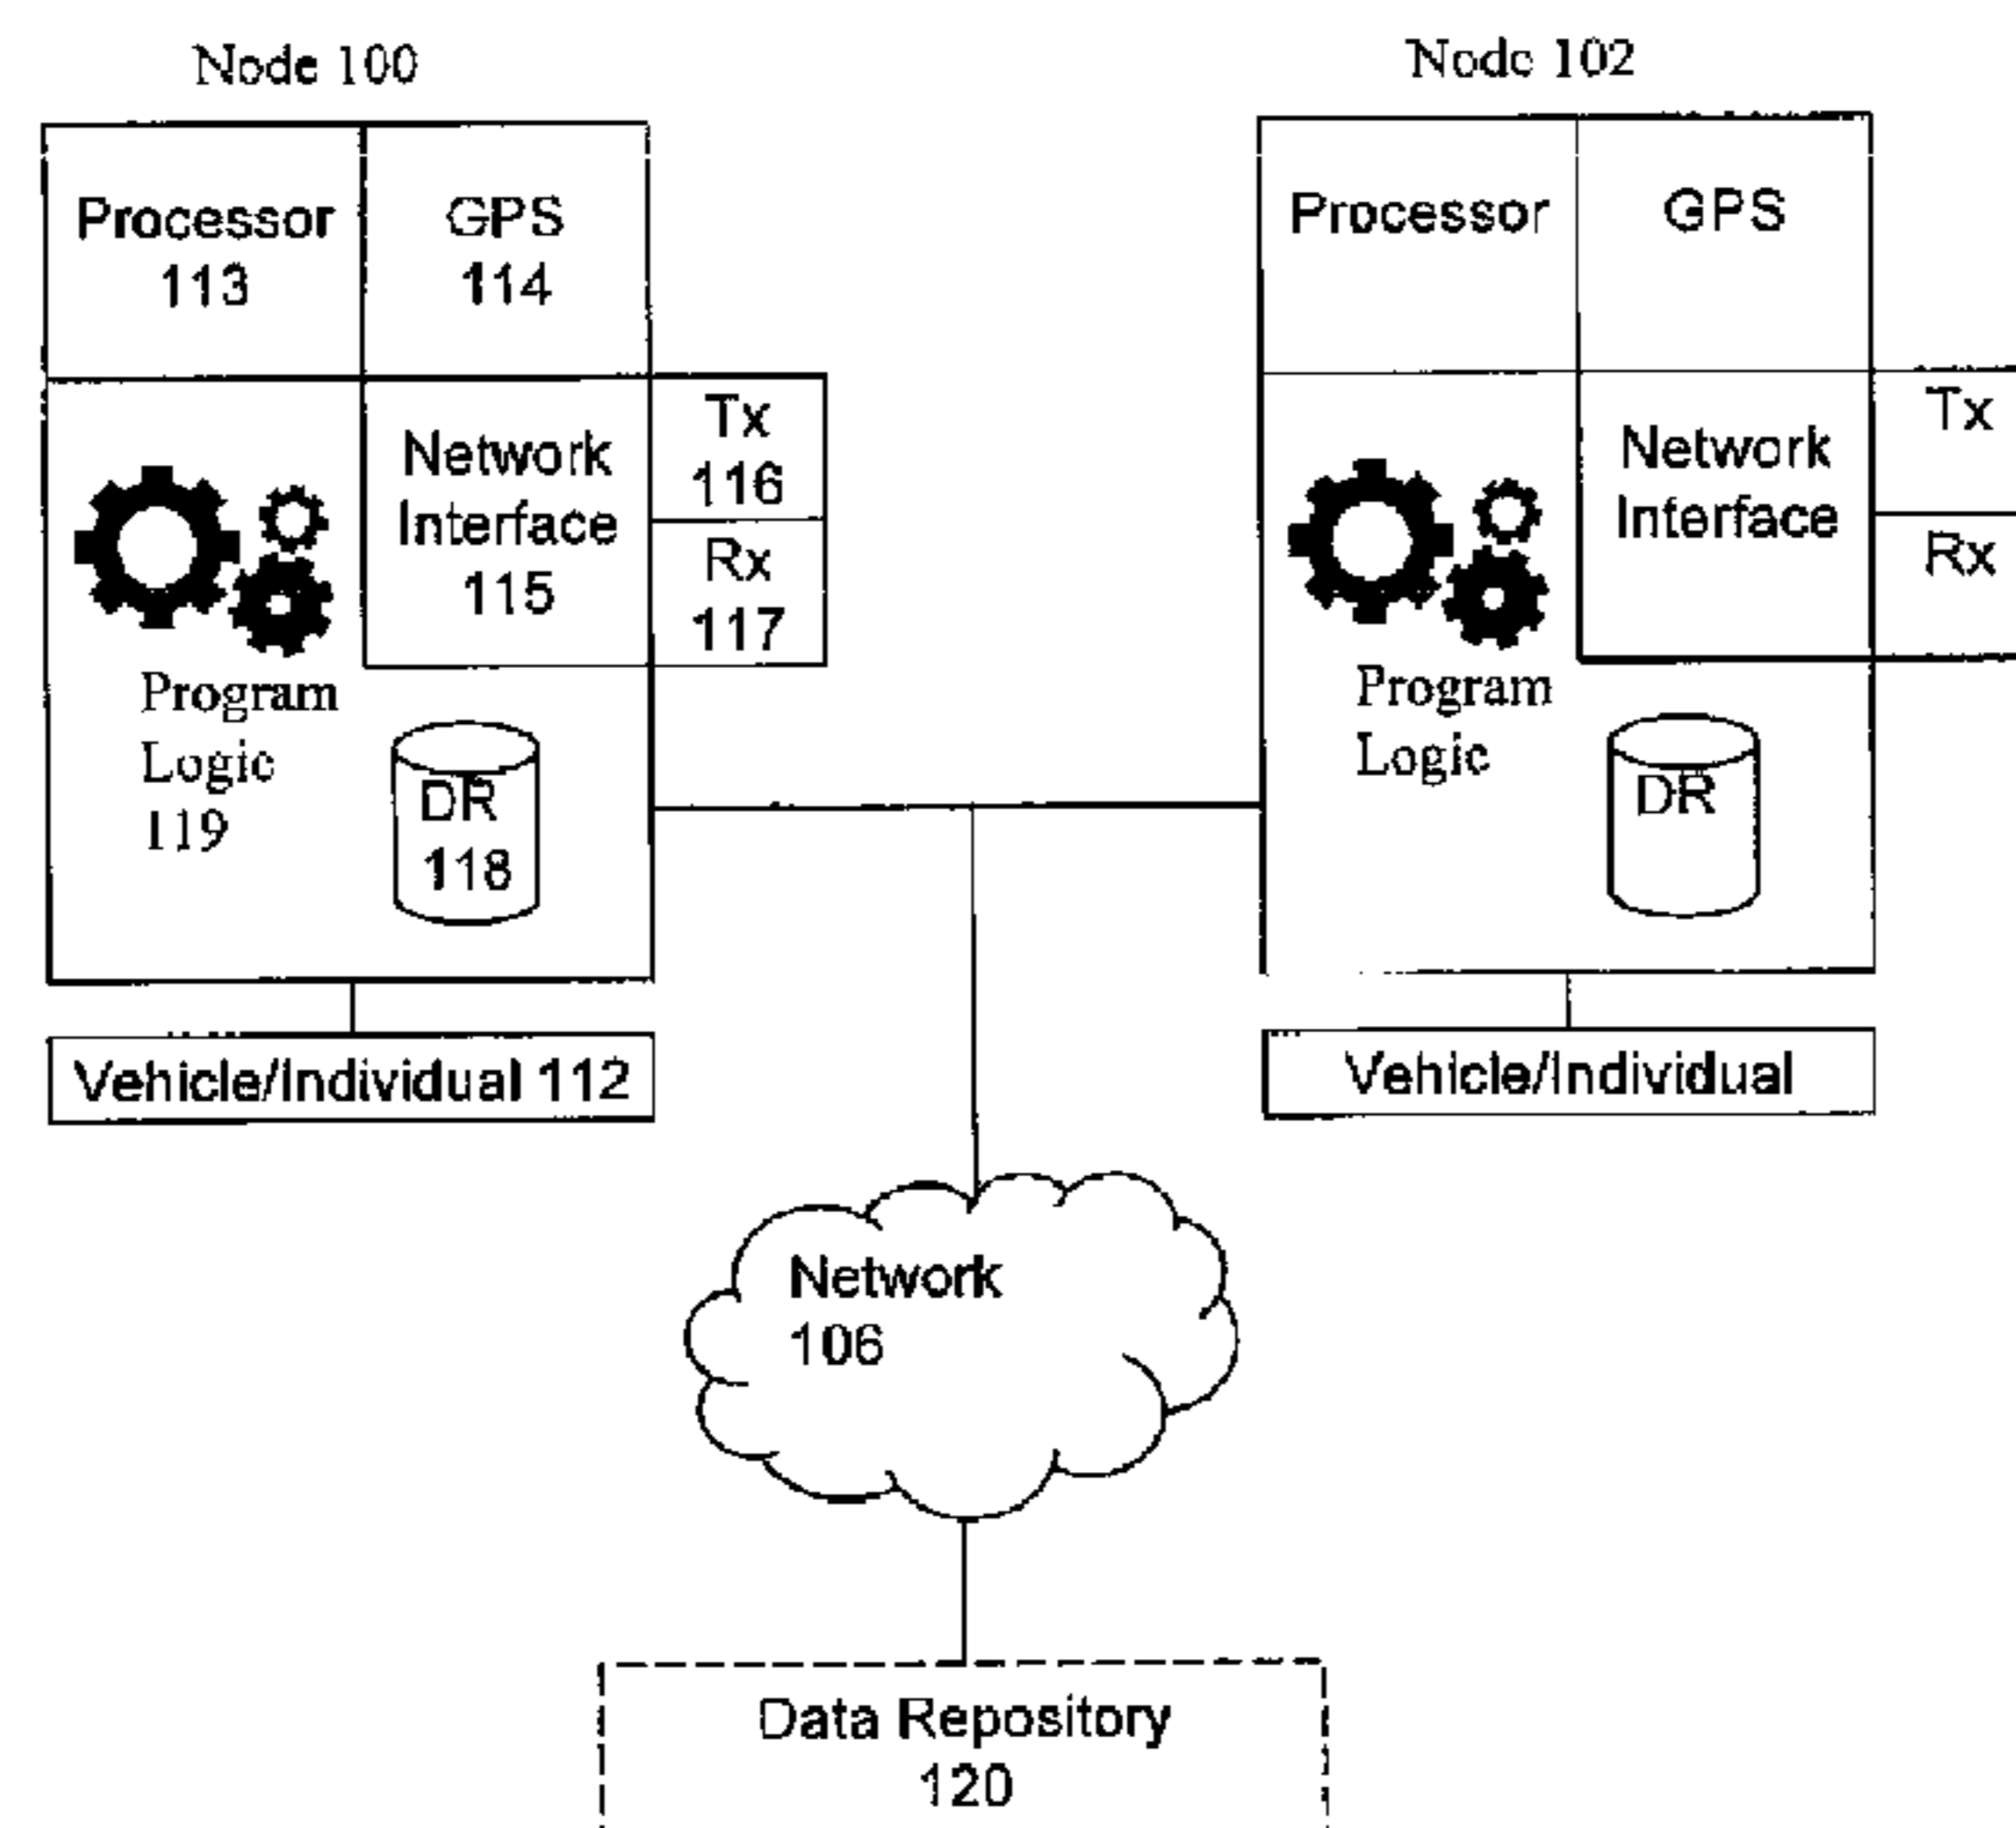 Node 100
Processor
113
GPS
114
Network
Interface
115
Tx
116
Rx
117
Program
Logic
119
DR
118
Vehicle/Individual 112
Node 102
Processor
GPS
Network
Interface
Tx
Rx
Program
Logic
DR
Vehicle/Individual
Network
106
Data Repository
120